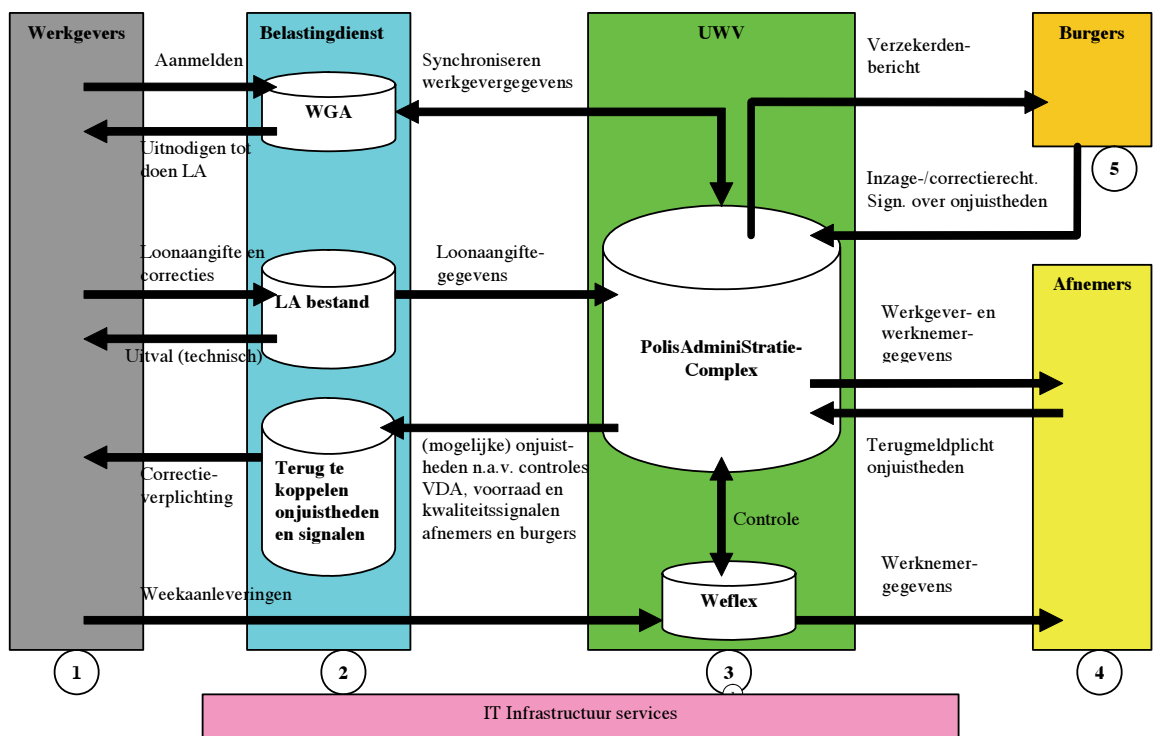 Werkgevers
Belastingdienst
UWV
Burgers
Aanmelden
WGA
Synchroniseren
werkgevergegevens
Verzekerden-
bericht
Uitnodigen tot
doen LA
5
Inzage-/correctierecht.
Sign. over onjuistheden
Loonaangifte en
correcties
LA bestand
Loonaangifte-
gegevens
Uitval (technisch)
PolisAdminiStratie-
Complex
Afnemers
Werkgever- en
werknemer-
gegevens
Terugmeldplicht
onjuistheden
Correctie-
verplichting
Terug te
koppelen
onjuistheden
en signalen
(mogelijke) onjuist-
heden n.a.v. controles
VDA, voorraad en
kwaliteitssignalen
afnemers en burgers
Controle
Weekaanleveringen
Weflex
Werknemer-
gegevens
1
2
3
4
IT Infrastructuur services